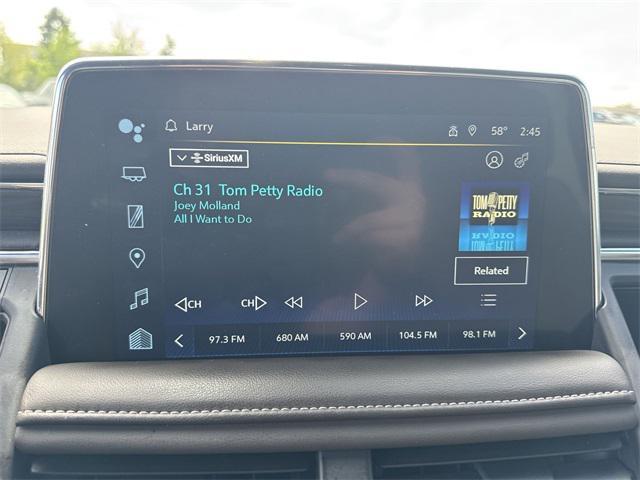 Larry
58° 2:45
SiriusXM
Ch 31 Tom Petty Radio
Joey Molland
All I Want to Do
TOM PETTY
RADIO
Related
CH CH
97.3 FM 680 AM 590 AM 104.5 FM 98.1 FM